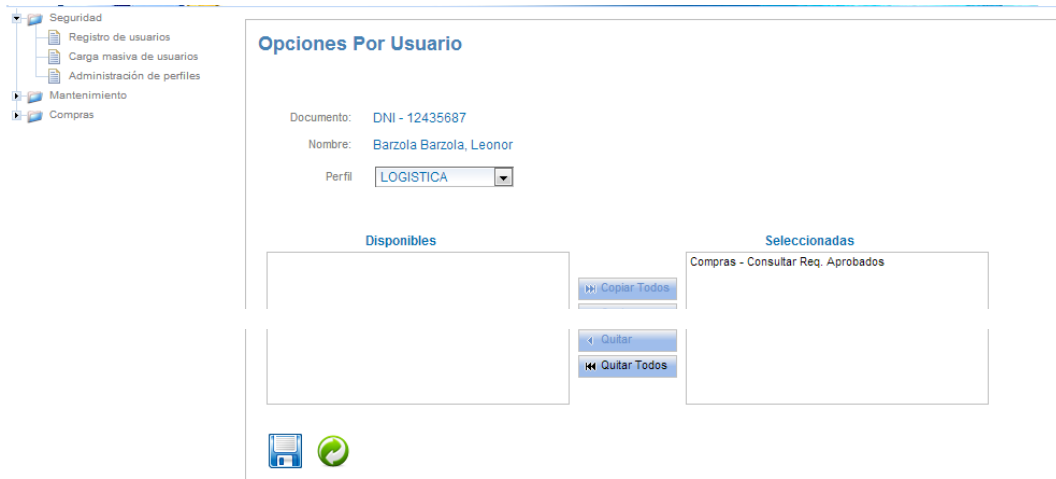 Seguridad
Registro de usuarios
Carga masiva de usuarios
Administración de perfiles
Mantenimiento
Compras
Opciones Por Usuario
Documento: DNI - 12435687
Nombre: Barzola Barzola, Leonor
Perfil LOGISTICA
Disponibles Seleccionadas
Compras - Consultar Req. Aprobados
Copiar Todos
Quitar
Quitar Todos